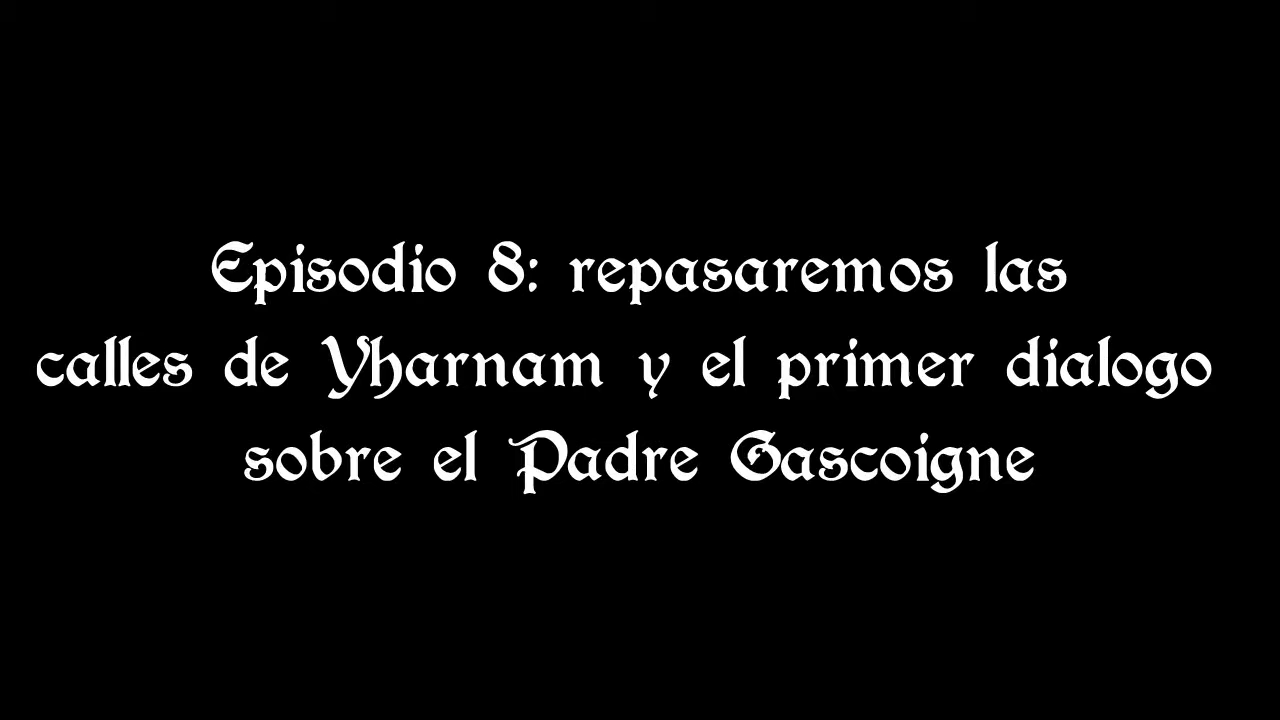 Episodio 8: repasaremos las
calles de Yharnam y el primer dialogo
sobre el Padre Gascoigne